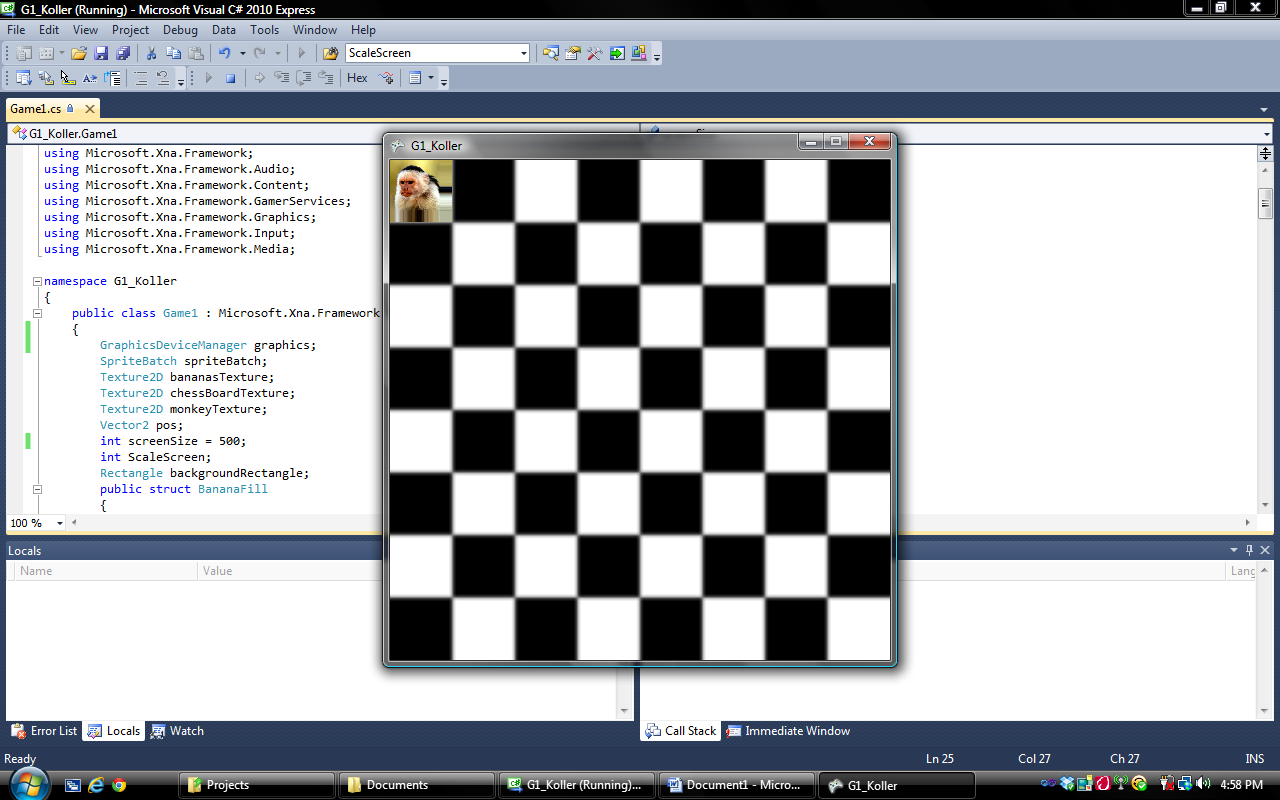 G1_Koller (Running) - Microsoft Visual C# 2010 Express
File Edit View Project Debug Data Tools Window Help
ScaleScreen
Hex
Game1.cs
G1_Koller.Game1
using Microsoft.Xna.Framework;
using Microsoft.Xna.Framework.Audio;
using Microsoft.Xna.Framework.Content;
using Microsoft.Xna.Framework.GamerServices;
using Microsoft.Xna.Framework.Graphics;
using Microsoft.Xna.Framework.Input;
using Microsoft.Xna.Framework.Media;
namespace G1_Koller
{
public class Game1 : Microsoft.Xna.Framework
{
GraphicsDeviceManager graphics;
SpriteBatch spriteBatch;
Texture2D bananasTexture;
Texture2D chessBoardTexture;
Texture2D monkeyTexture;
Vector2 pos;
int screenSize = 500;
int ScaleScreen;
Rectangle backgroundRectangle;
public struct BananaFill
{
100 %
G1_Koller
Locals
Name Value
Lang
Error List Locals Watch
Call Stack Immediate Window
Ready Ln 25 Col 27 Ch 27 INS
Projects Documents G1_Koller (Running)... Document1 - Micro... G1_Koller 4:58 PM